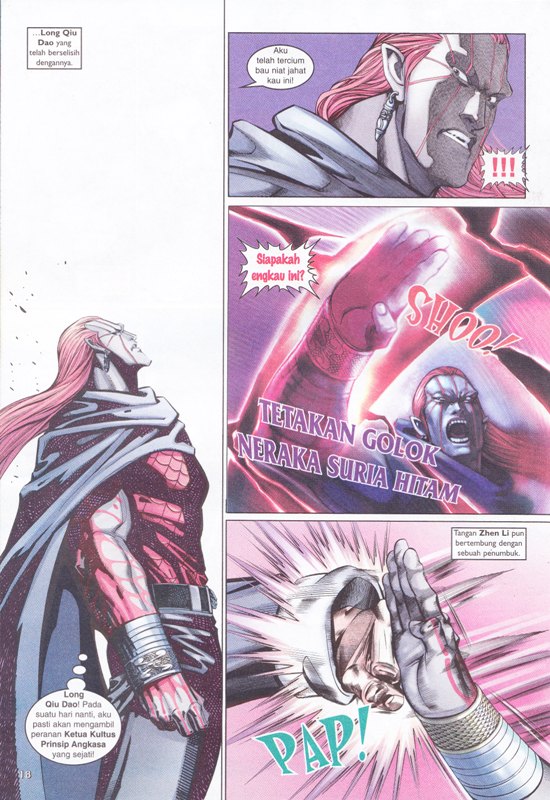 ...Long Qiu
Dao yang
telah berselisih
dengannya.
Long
Qiu Dao! Pada
suatu hari nanti, aku
pasti akan mengambil
peranan Ketua Kultus
Prinsip Angkasa
yang sejati!
18
Aku
telah tercium
bau niat jahat
kau ini!
!!!
Siapakah
engkau ini?
SHOO!
TETAKAN GOLOK
NERAKA SURIA HITAM
Tangan Zhen Li pun
bertembung dengan
sebuah penumbuk.
PAP!